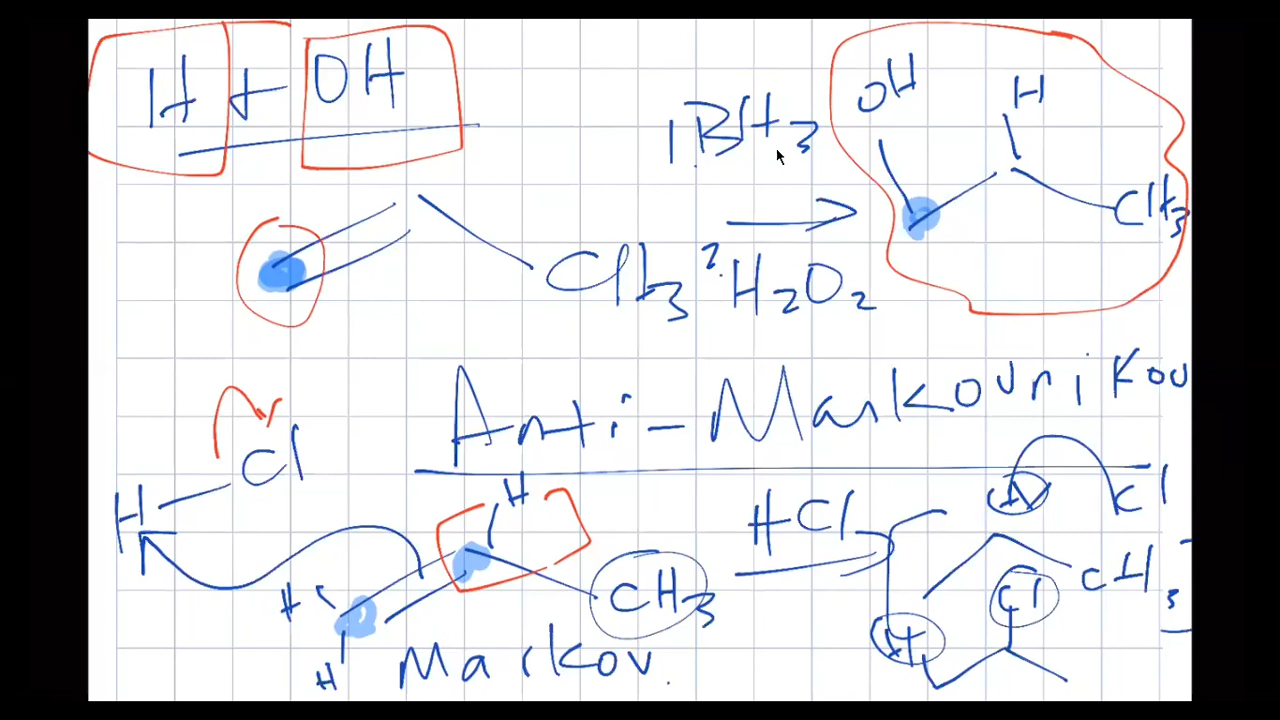 H + OH
1. BH3
OH H
CH3
CH3
2. H2O2
Anti-Markovnikov
Cl
H
H
HCl
Cl
H
CH3
CH3
Cl
H
H
Markov.